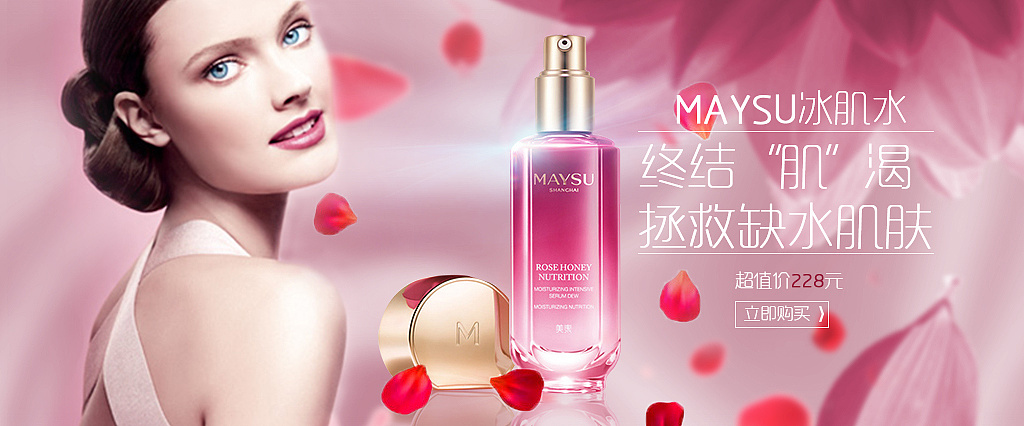 MAYSU
SHANGHAI
ROSE HONEY
NUTRITION
MOISTURIZING INTENSIVE
SERUM DEW
MOISTURIZING NUTRITION
美素
M
MAYSU冰肌水
终结“肌“渴
拯救缺水肌肤
超值价228元
立即购买 》